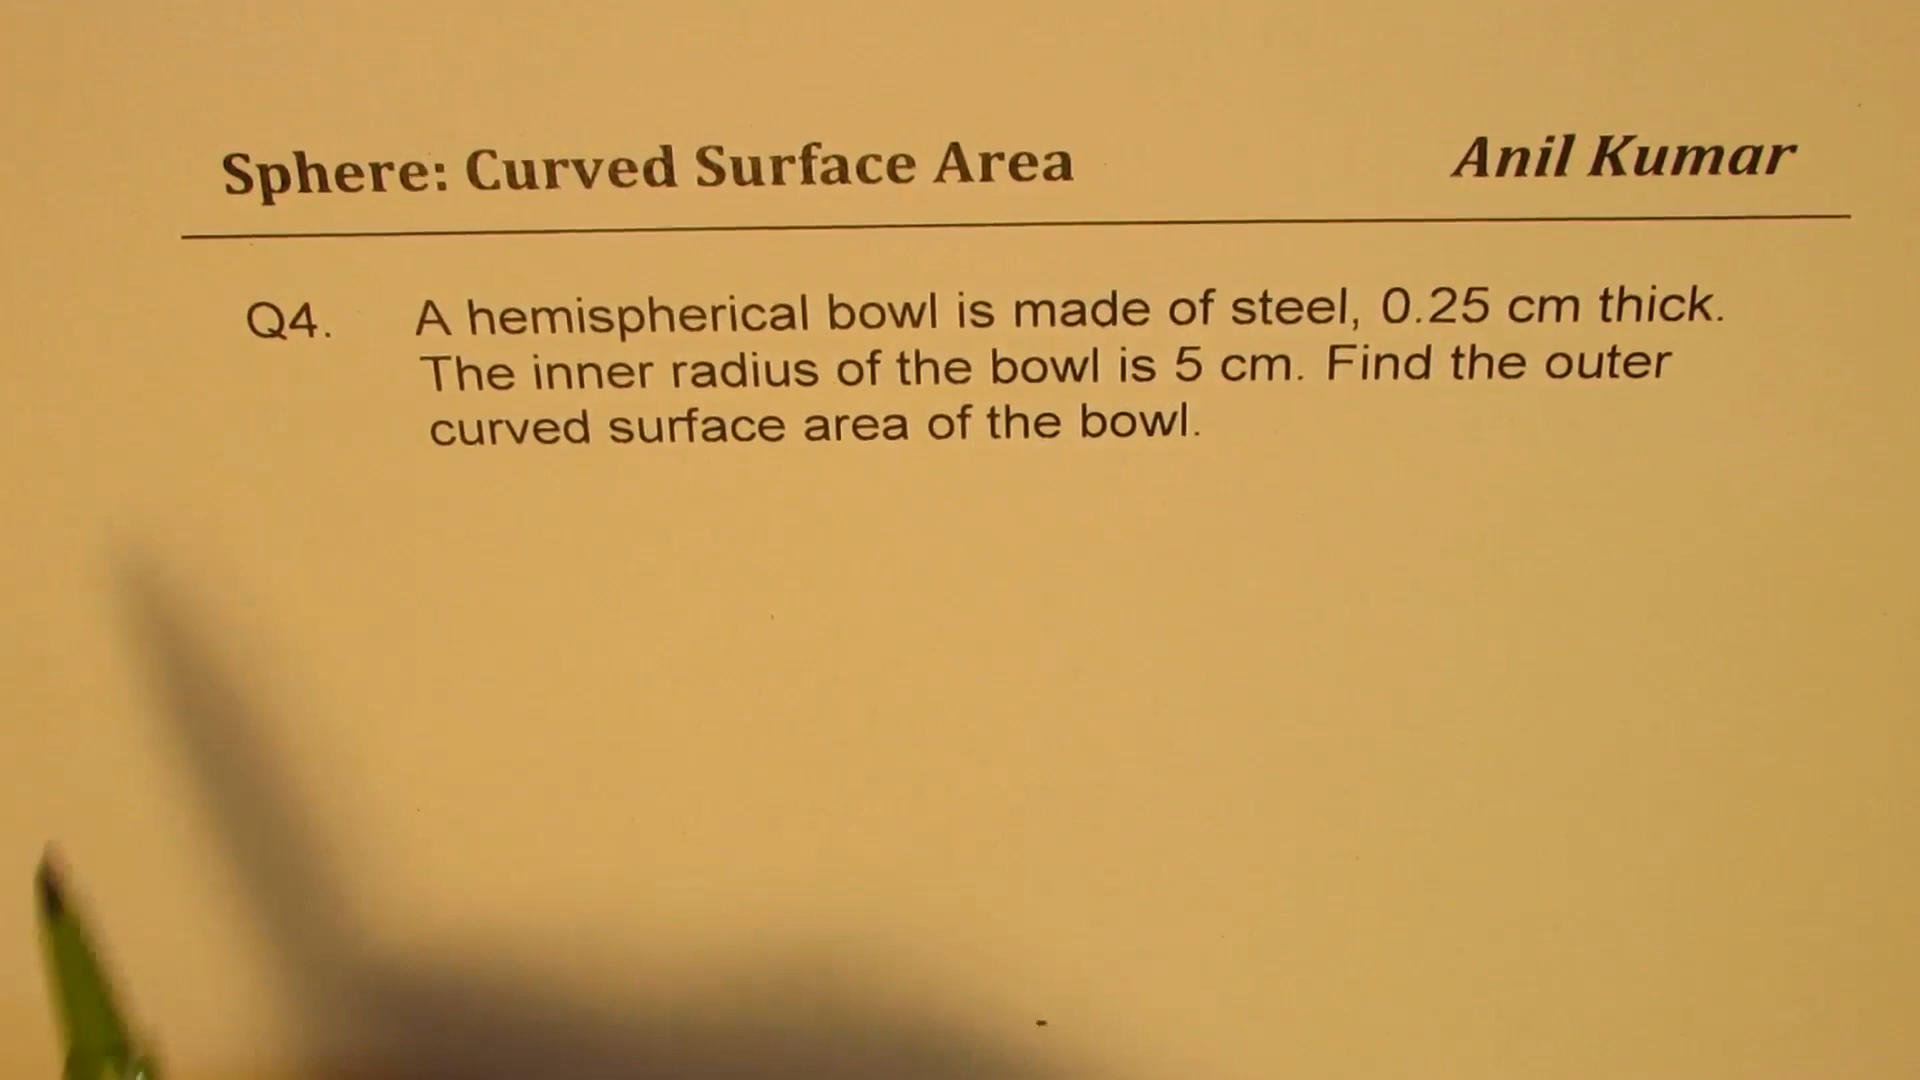 Sphere: Curved Surface Area Anil Kumar
Q4. A hemispherical bowl is made of steel, 0.25 cm thick.
The inner radius of the bowl is 5 cm. Find the outer
curved surface area of the bowl.